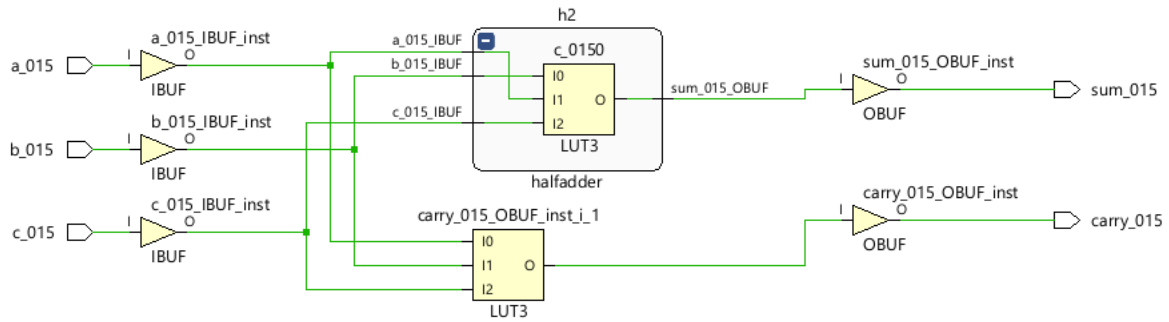 h2
a_015_IBUF_inst
a_015
I
O
IBUF
a_015_IBUF
b_015_IBUF
c_015_IBUF
c_0150
I0
I1
I2
O
LUT3
halfadder
sum_015_OBUF
sum_015_OBUF_inst
I
O
OBUF
sum_015
b_015_IBUF_inst
b_015
I
O
IBUF
c_015_IBUF_inst
c_015
I
O
IBUF
carry_015_OBUF_inst_i_1
I0
I1
I2
O
LUT3
carry_015_OBUF_inst
I
O
OBUF
carry_015